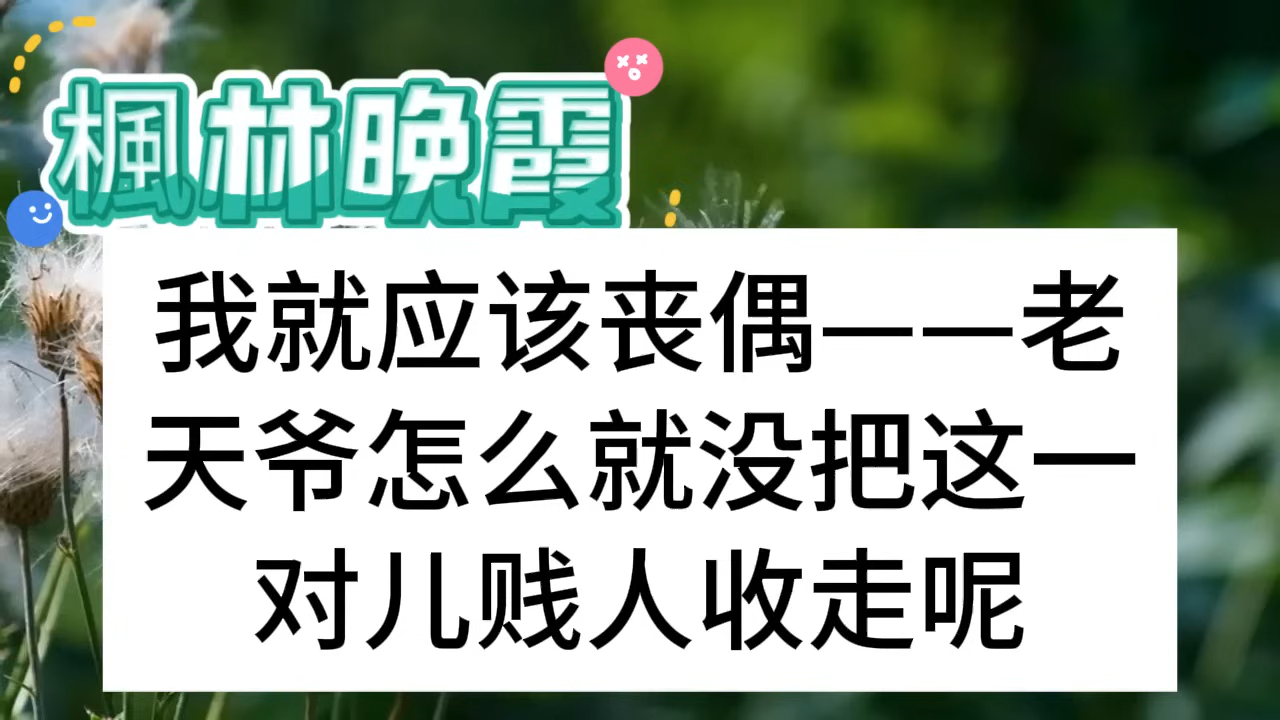 楓林晚霞
我就应该丧偶——老
天爷怎么就没把这一
对儿贱人收走呢